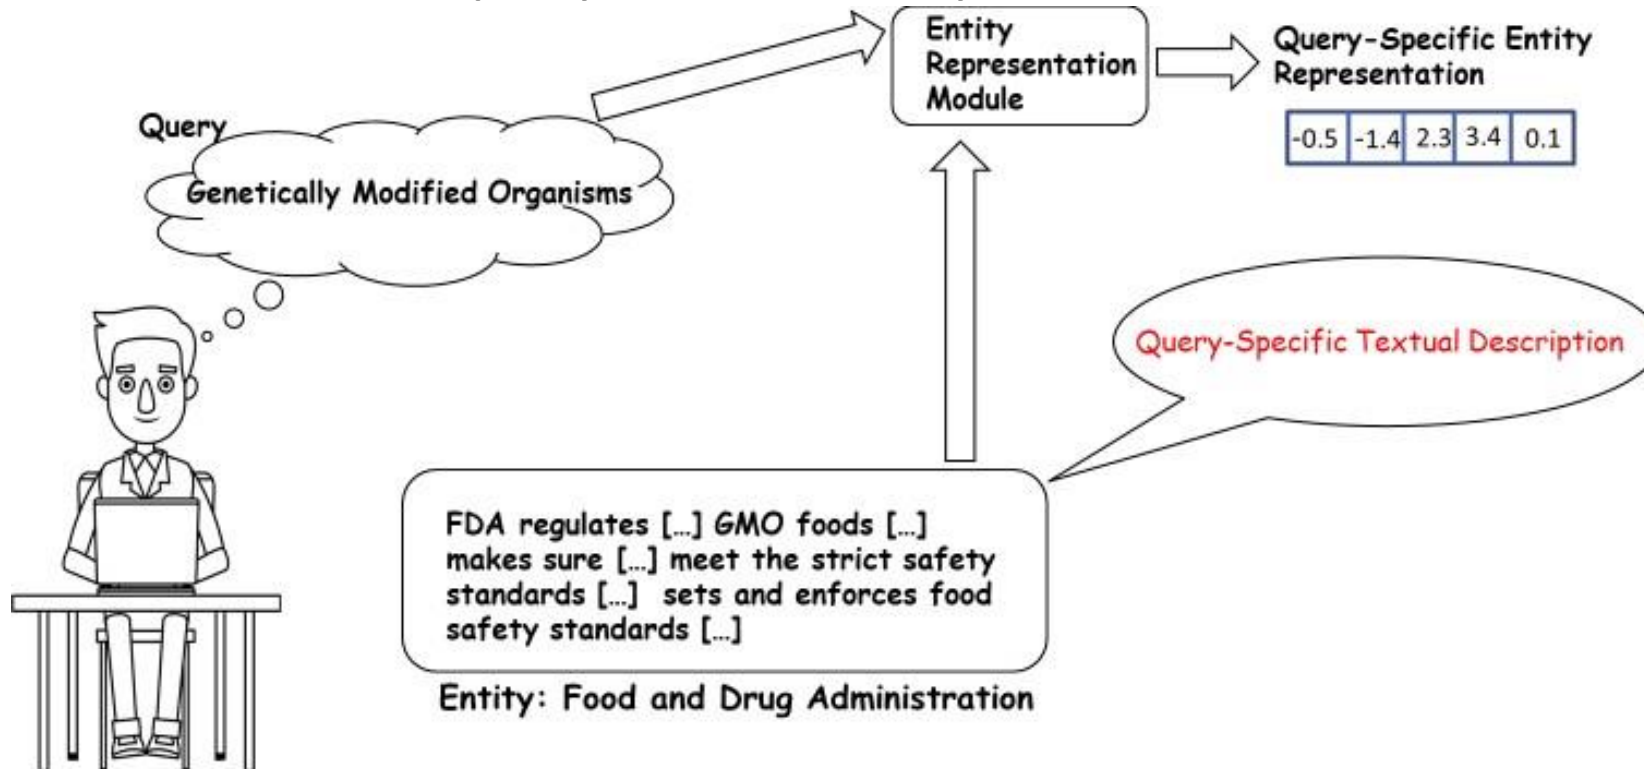 Query
Genetically Modified Organisms
Entity
Representation
Module
Query-Specific Entity
Representation
-0.5 -1.4 2.3 3.4 0.1
Query-Specific Textual Description
FDA regulates [...] GMO foods [...]
makes sure [...] meet the strict safety
standards [...] sets and enforces food
safety standards [...]
Entity: Food and Drug Administration